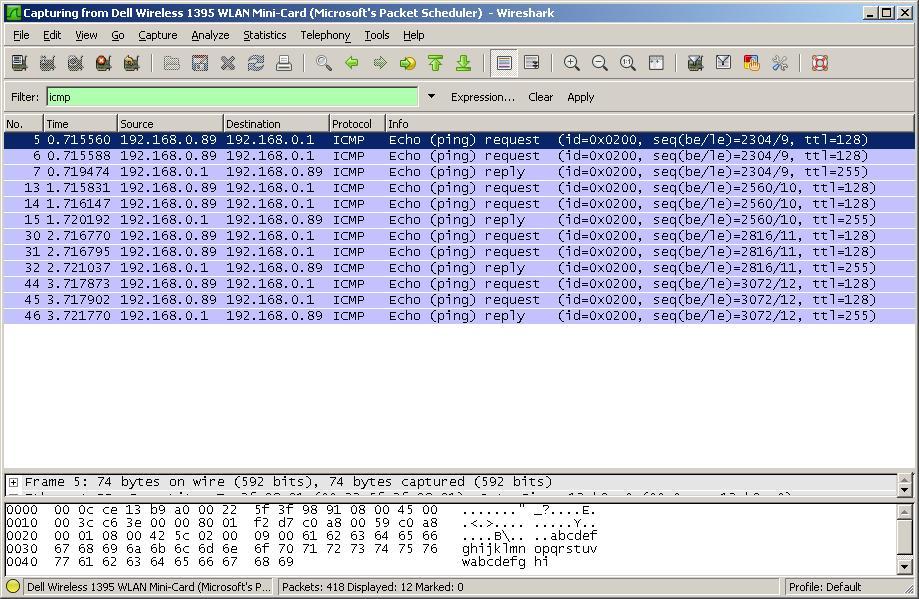 Capturing from Dell Wireless 1395 WLAN Mini-Card (Microsoft's Packet Scheduler) - Wireshark
File Edit View Go Capture Analyze Statistics Telephony Tools Help
Filter: icmp Expression... Clear Apply
No. Time Source Destination Protocol Info
5 0.715560 192.168.0.89 192.168.0.1 ICMP Echo (ping) request (id=0x0200, seq(be/le)=2304/9, ttl=128)
6 0.715588 192.168.0.89 192.168.0.1 ICMP Echo (ping) request (id=0x0200, seq(be/le)=2304/9, ttl=128)
7 0.719474 192.168.0.1 192.168.0.89 ICMP Echo (ping) reply (id=0x0200, seq(be/le)=2304/9, ttl=255)
13 1.715831 192.168.0.89 192.168.0.1 ICMP Echo (ping) request (id=0x0200, seq(be/le)=2560/10, ttl=128)
14 1.716147 192.168.0.89 192.168.0.1 ICMP Echo (ping) request (id=0x0200, seq(be/le)=2560/10, ttl=128)
15 1.720192 192.168.0.1 192.168.0.89 ICMP Echo (ping) reply (id=0x0200, seq(be/le)=2560/10, ttl=255)
30 2.716770 192.168.0.89 192.168.0.1 ICMP Echo (ping) request (id=0x0200, seq(be/le)=2816/11, ttl=128)
31 2.716795 192.168.0.89 192.168.0.1 ICMP Echo (ping) request (id=0x0200, seq(be/le)=2816/11, ttl=128)
32 2.721037 192.168.0.1 192.168.0.89 ICMP Echo (ping) reply (id=0x0200, seq(be/le)=2816/11, ttl=255)
44 3.717873 192.168.0.89 192.168.0.1 ICMP Echo (ping) request (id=0x0200, seq(be/le)=3072/12, ttl=128)
45 3.717902 192.168.0.89 192.168.0.1 ICMP Echo (ping) request (id=0x0200, seq(be/le)=3072/12, ttl=128)
46 3.721770 192.168.0.1 192.168.0.89 ICMP Echo (ping) reply (id=0x0200, seq(be/le)=3072/12, ttl=255)
Frame 5: 74 bytes on wire (592 bits), 74 bytes captured (592 bits)
0000 00 0c ce 13 b9 a0 00 22 5f 3f 98 91 08 00 45 00 ......." _?....E.
0010 00 3c c6 3e 00 00 80 01 f2 d7 c0 a8 00 59 c0 a8 .<.>.... .....Y..
0020 00 01 08 00 42 5c 02 00 09 00 61 62 63 64 65 66 ....B\.. ..abcdef
0030 67 68 69 6a 6b 6c 6d 6e 6f 70 71 72 73 74 75 76 ghijklmn opqrstuv
0040 77 61 62 63 64 65 66 67 68 69 wabcdefg hi
Dell Wireless 1395 WLAN Mini-Card (Microsoft's P... Packets: 418 Displayed: 12 Marked: 0 Profile: Default